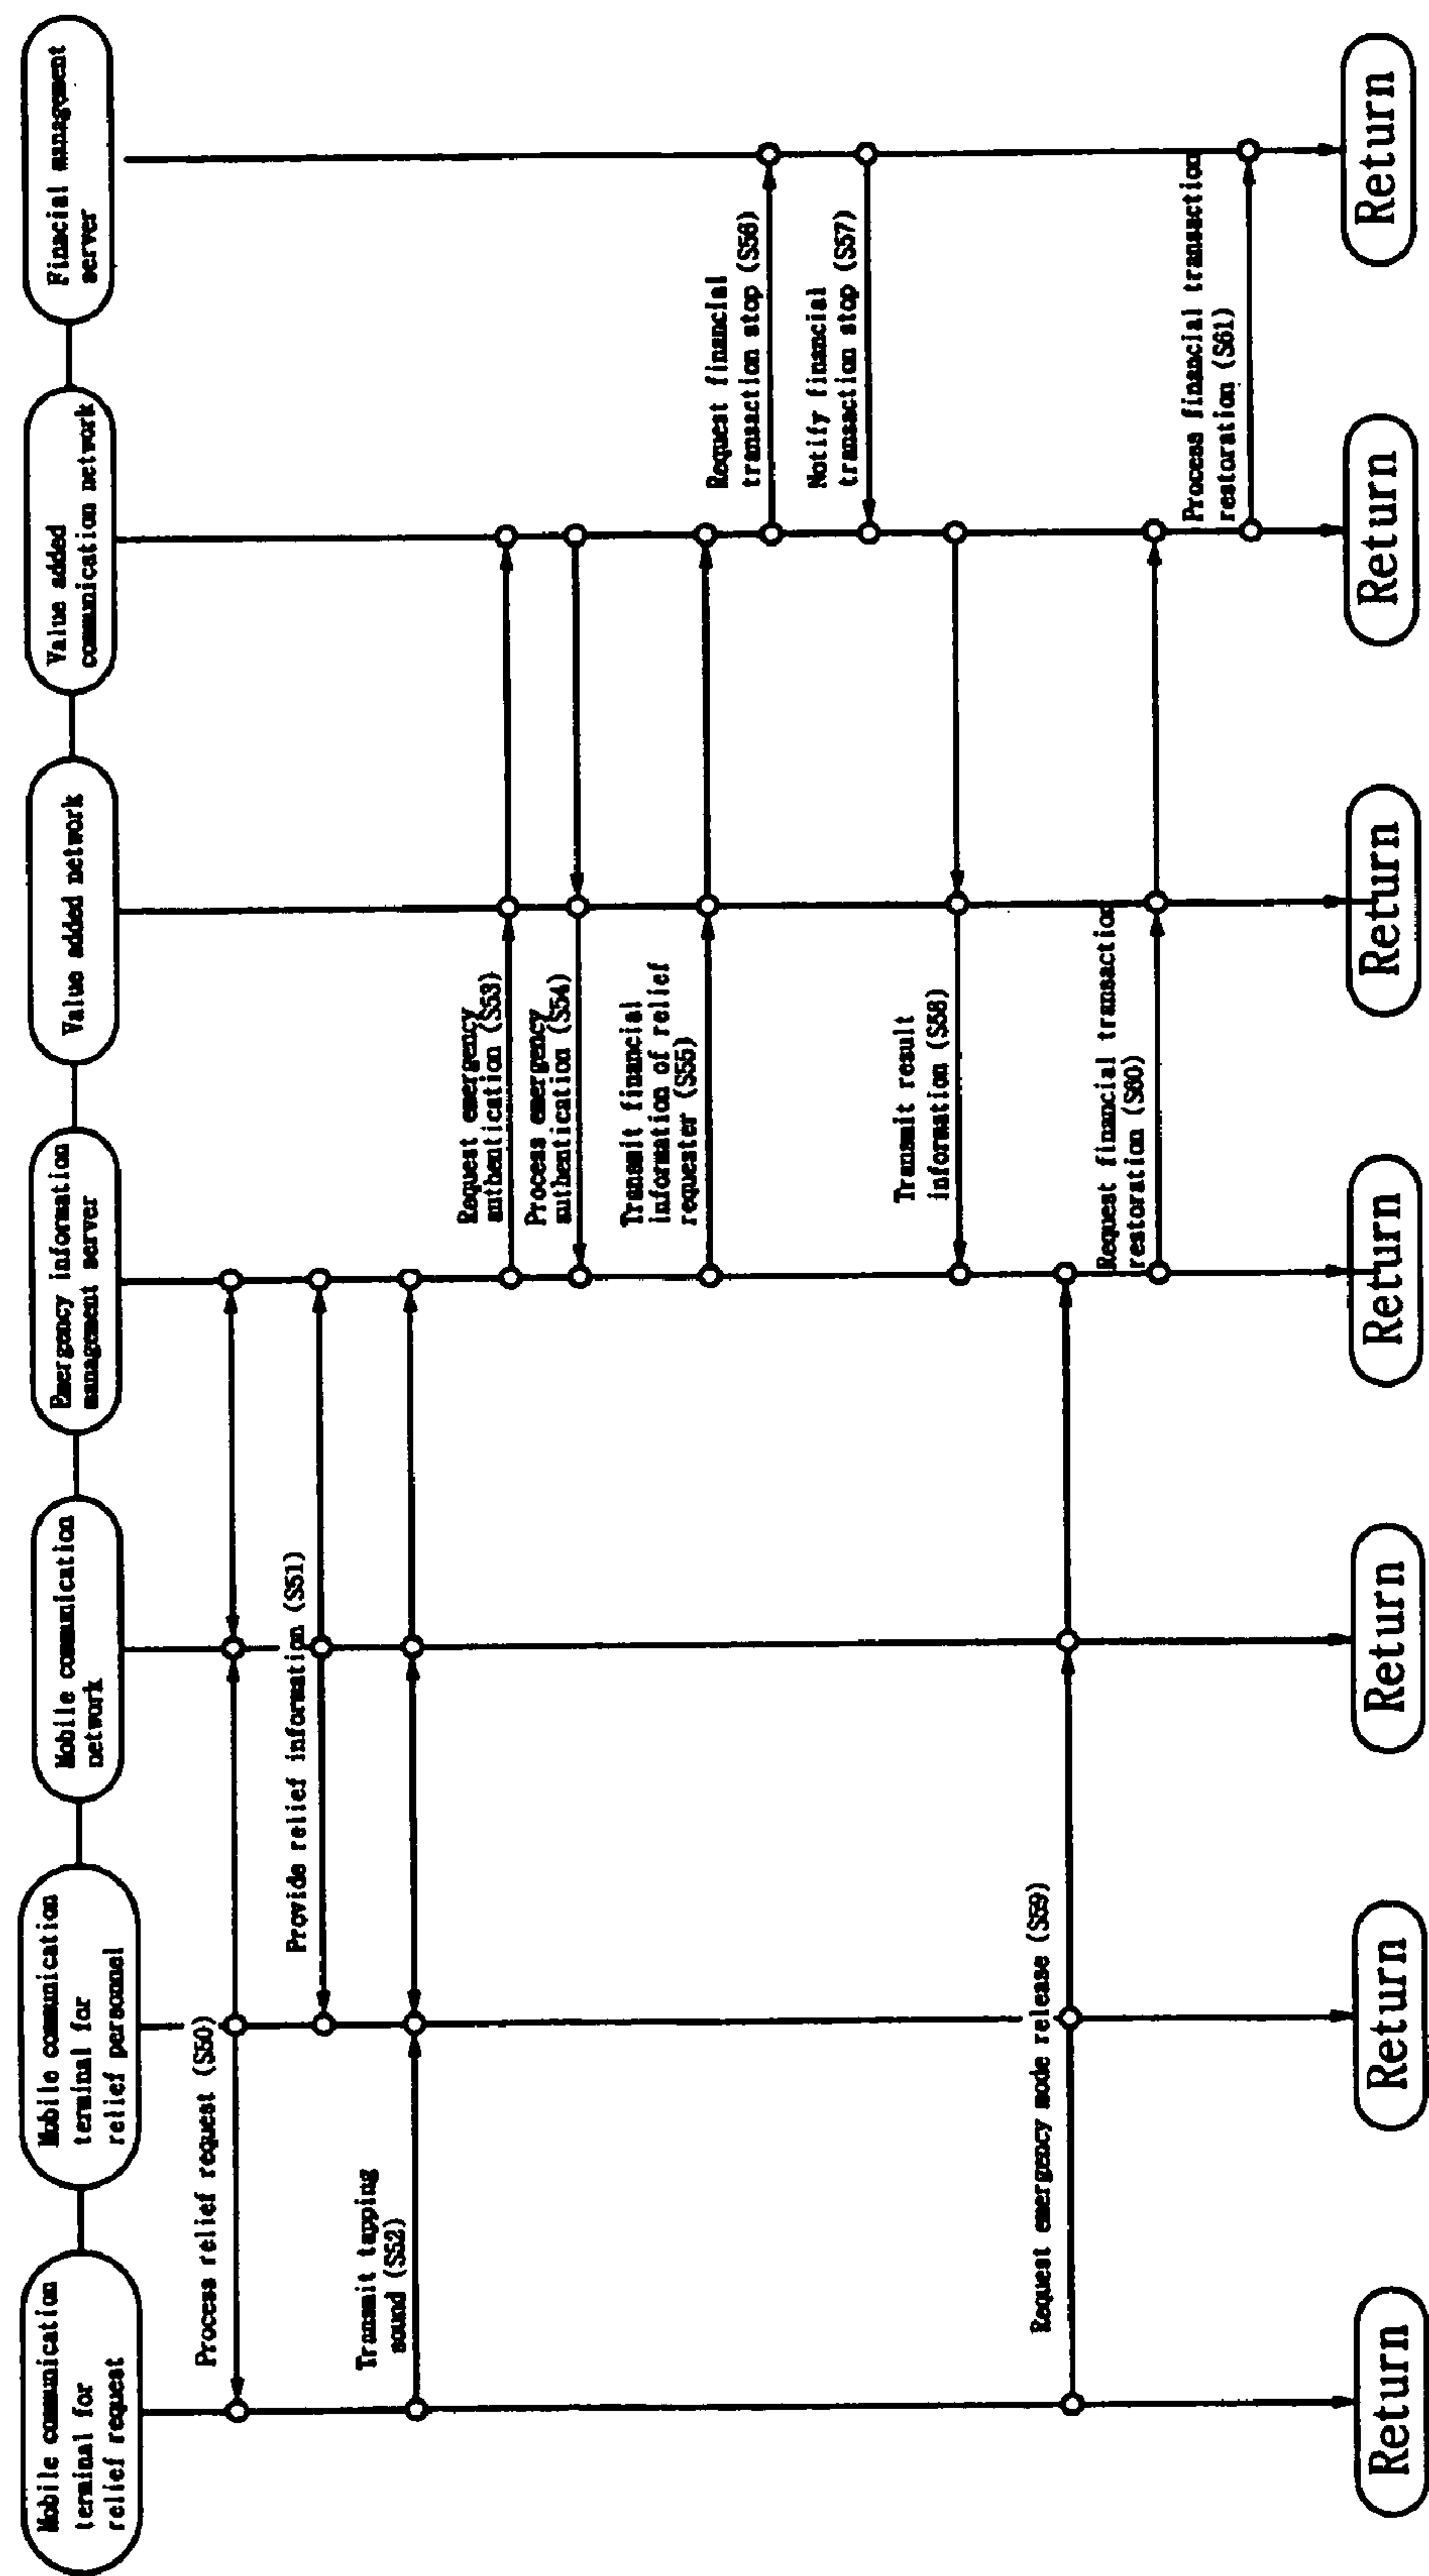 Mobile communication
terminal for
relief request
Mobile communication
terminal for
relief personnel
Mobile communication
network
Emergency information
management server
Value added network
Value added
communication network
Finacial management
server
Process relief request (S50)
Provide relief information (S51)
Transmit tapping
sound (S52)
Request emergency
authentication (S53)
Process emergency
authentication (S54)
Transmit financial
information of relief
requester (S55)
Request financial
transaction stop (S56)
Notify financial
transaction stop (S57)
Transmit result
information (S58)
Request emergency mode release (S59)
Request financial transaction
restoration (S60)
Process financial transaction
restoration (S61)
Return
Return
Return
Return
Return
Return
Return